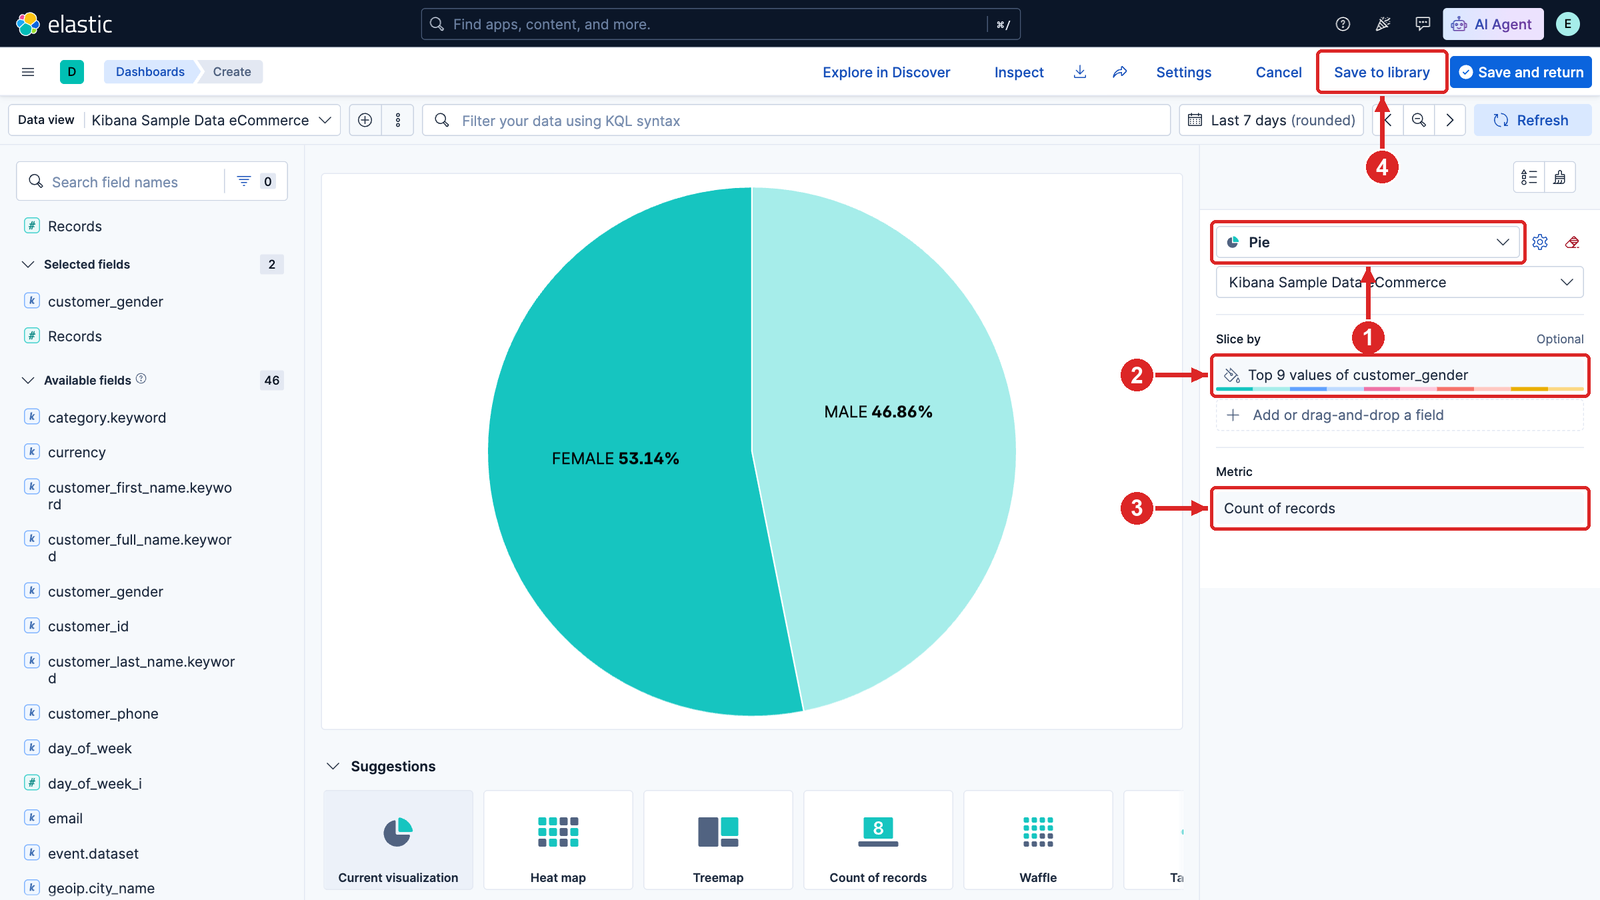 elastic
Find apps, content, and more.
⌘/
AI Agent
E
D
Dashboards
Create
Explore in Discover
Inspect
Settings
Cancel
Save to library
Save and return
Data view
Kibana Sample Data eCommerce
Filter your data using KQL syntax
Last 7 days (rounded)
Refresh
4
Search field names
0
# Records
Selected fields
2
k customer_gender
# Records
Available fields
46
k category.keyword
k currency
k customer_first_name.keywo
rd
k customer_full_name.keywor
d
k customer_gender
k customer_id
k customer_last_name.keywor
d
k customer_phone
k day_of_week
# day_of_week_i
k email
k event.dataset
k geoip.city_name
MALE 46.86%
FEMALE 53.14%
Suggestions
Current visualization
Heat map
Treemap
8
Count of records
Waffle
Ta
Pie
Kibana Sample Data eCommerce
1
Slice by
Optional
2
Top 9 values of customer_gender
Add or drag-and-drop a field
Metric
3
Count of records